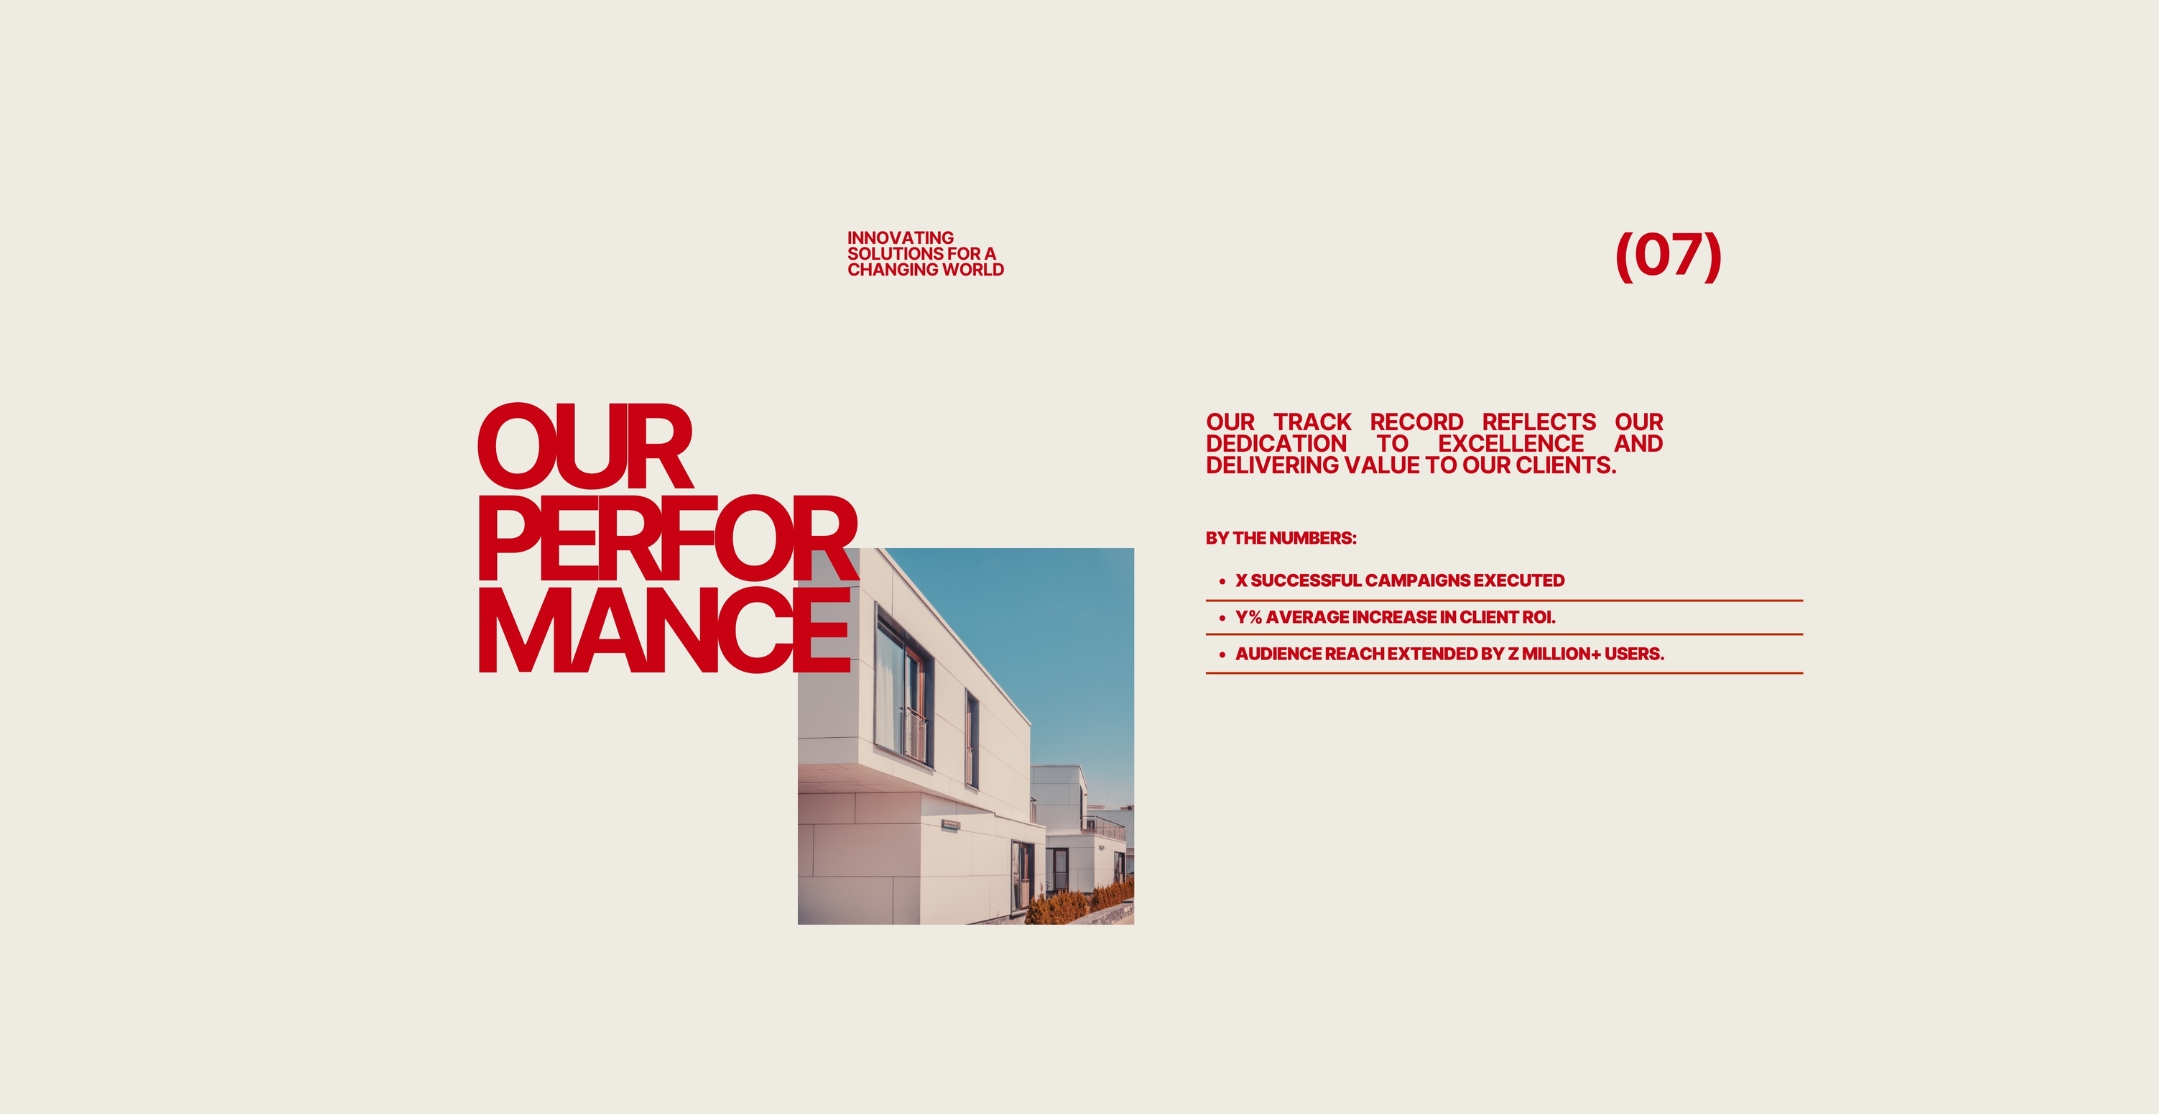 INNOVATING
SOLUTIONS FOR A
CHANGING WORLD
(07)
OUR
PERFOR
MANCE
OUR TRACK RECORD REFLECTS OUR
DEDICATION TO EXCELLENCE AND
DELIVERING VALUE TO OUR CLIENTS.
BY THE NUMBERS:
• X SUCCESSFUL CAMPAIGNS EXECUTED
• Y% AVERAGE INCREASE IN CLIENT ROI.
• AUDIENCE REACH EXTENDED BY Z MILLION+ USERS.